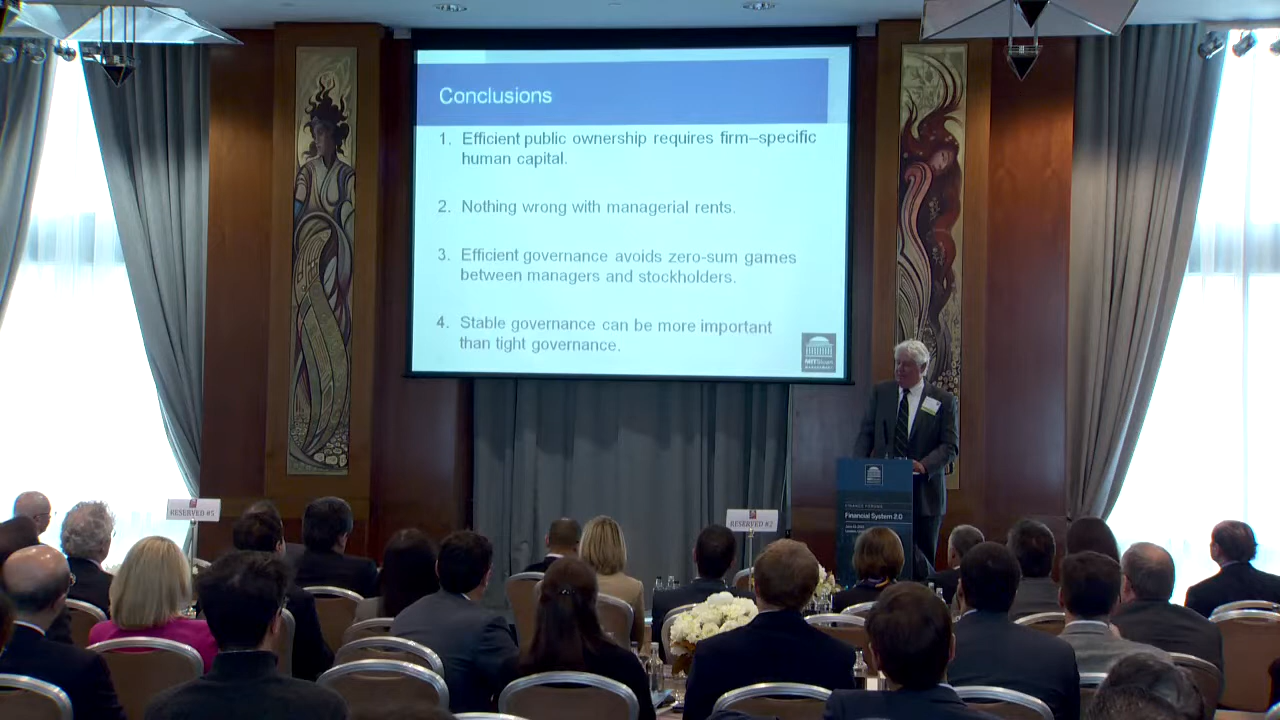 Conclusions
1. Efficient public ownership requires firm–specific
human capital.
2. Nothing wrong with managerial rents.
3. Efficient governance avoids zero-sum games
between managers and stockholders.
4. Stable governance can be more important
than tight governance.
RESERVED #5
RESERVED #2
Financial System 2.0